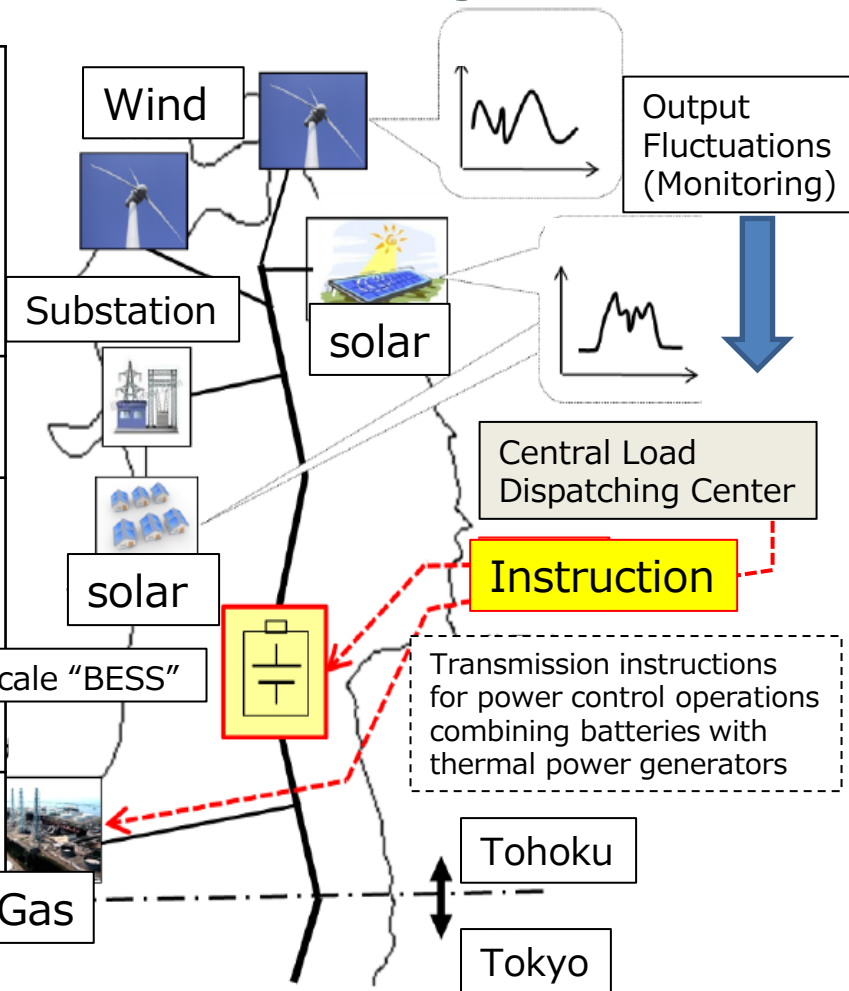 Wind
Output
Fluctuations
(Monitoring)
Substation
solar
Central Load
Dispatching Center
solar
Instruction
cale “BESS”
Transmission instructions
for power control operations
combining batteries with
thermal power generators
Tohoku
Gas
Tokyo